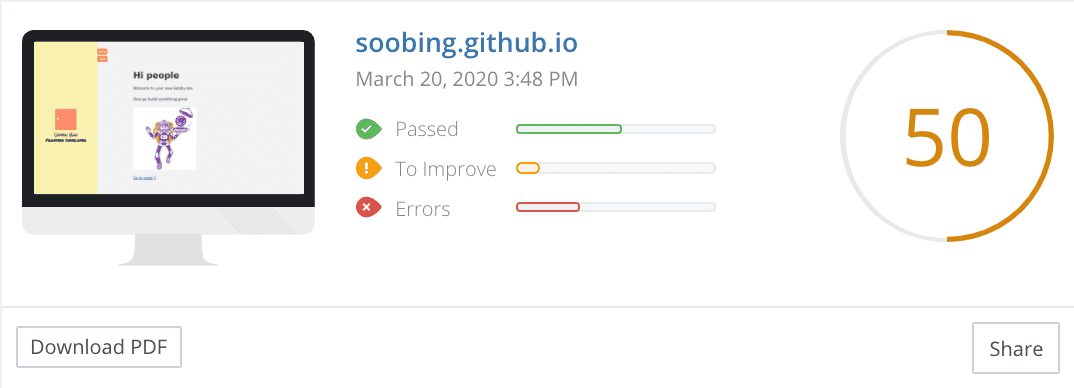 soobing.github.io
March 20, 2020 3:48 PM
Passed
To Improve
Errors
50
Hi people
Welcome to your new Gatsby site.
Now go build something great.
Go to page 2
Download PDF
Share